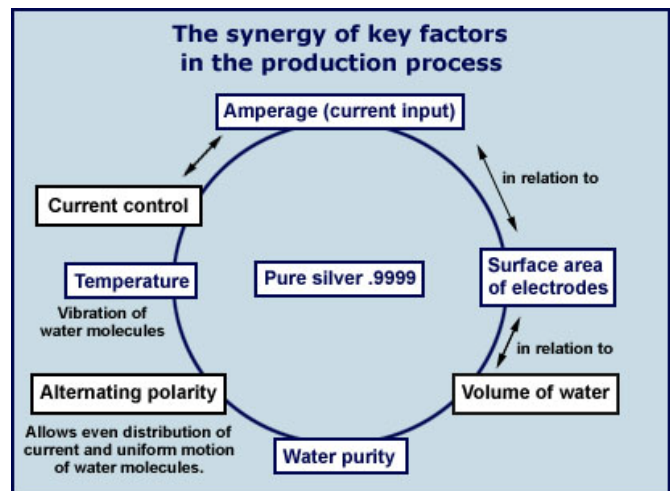 The synergy of key factors
in the production process
Amperage (current input)
in relation to
Current control
Temperature
Vibration of
water molecules
Pure silver .9999
Surface area
of electrodes
in relation to
Alternating polarity
Allows even distribution of
current and uniform motion
of water molecules.
Volume of water
Water purity